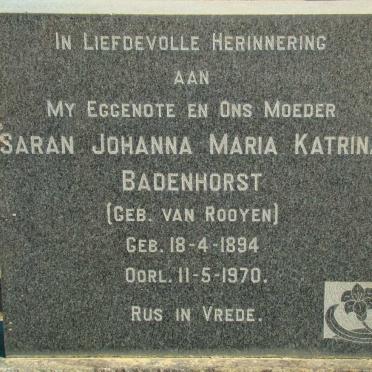 In Liefdevolle Herinnering
aan
My Eggenote en Ons Moeder
Saran Johanna Maria Katrina
Badenhorst
(Geb. van Rooyen)
Geb. 18-4-1894
Oorl. 11-5-1970.
Rus in Vrede.